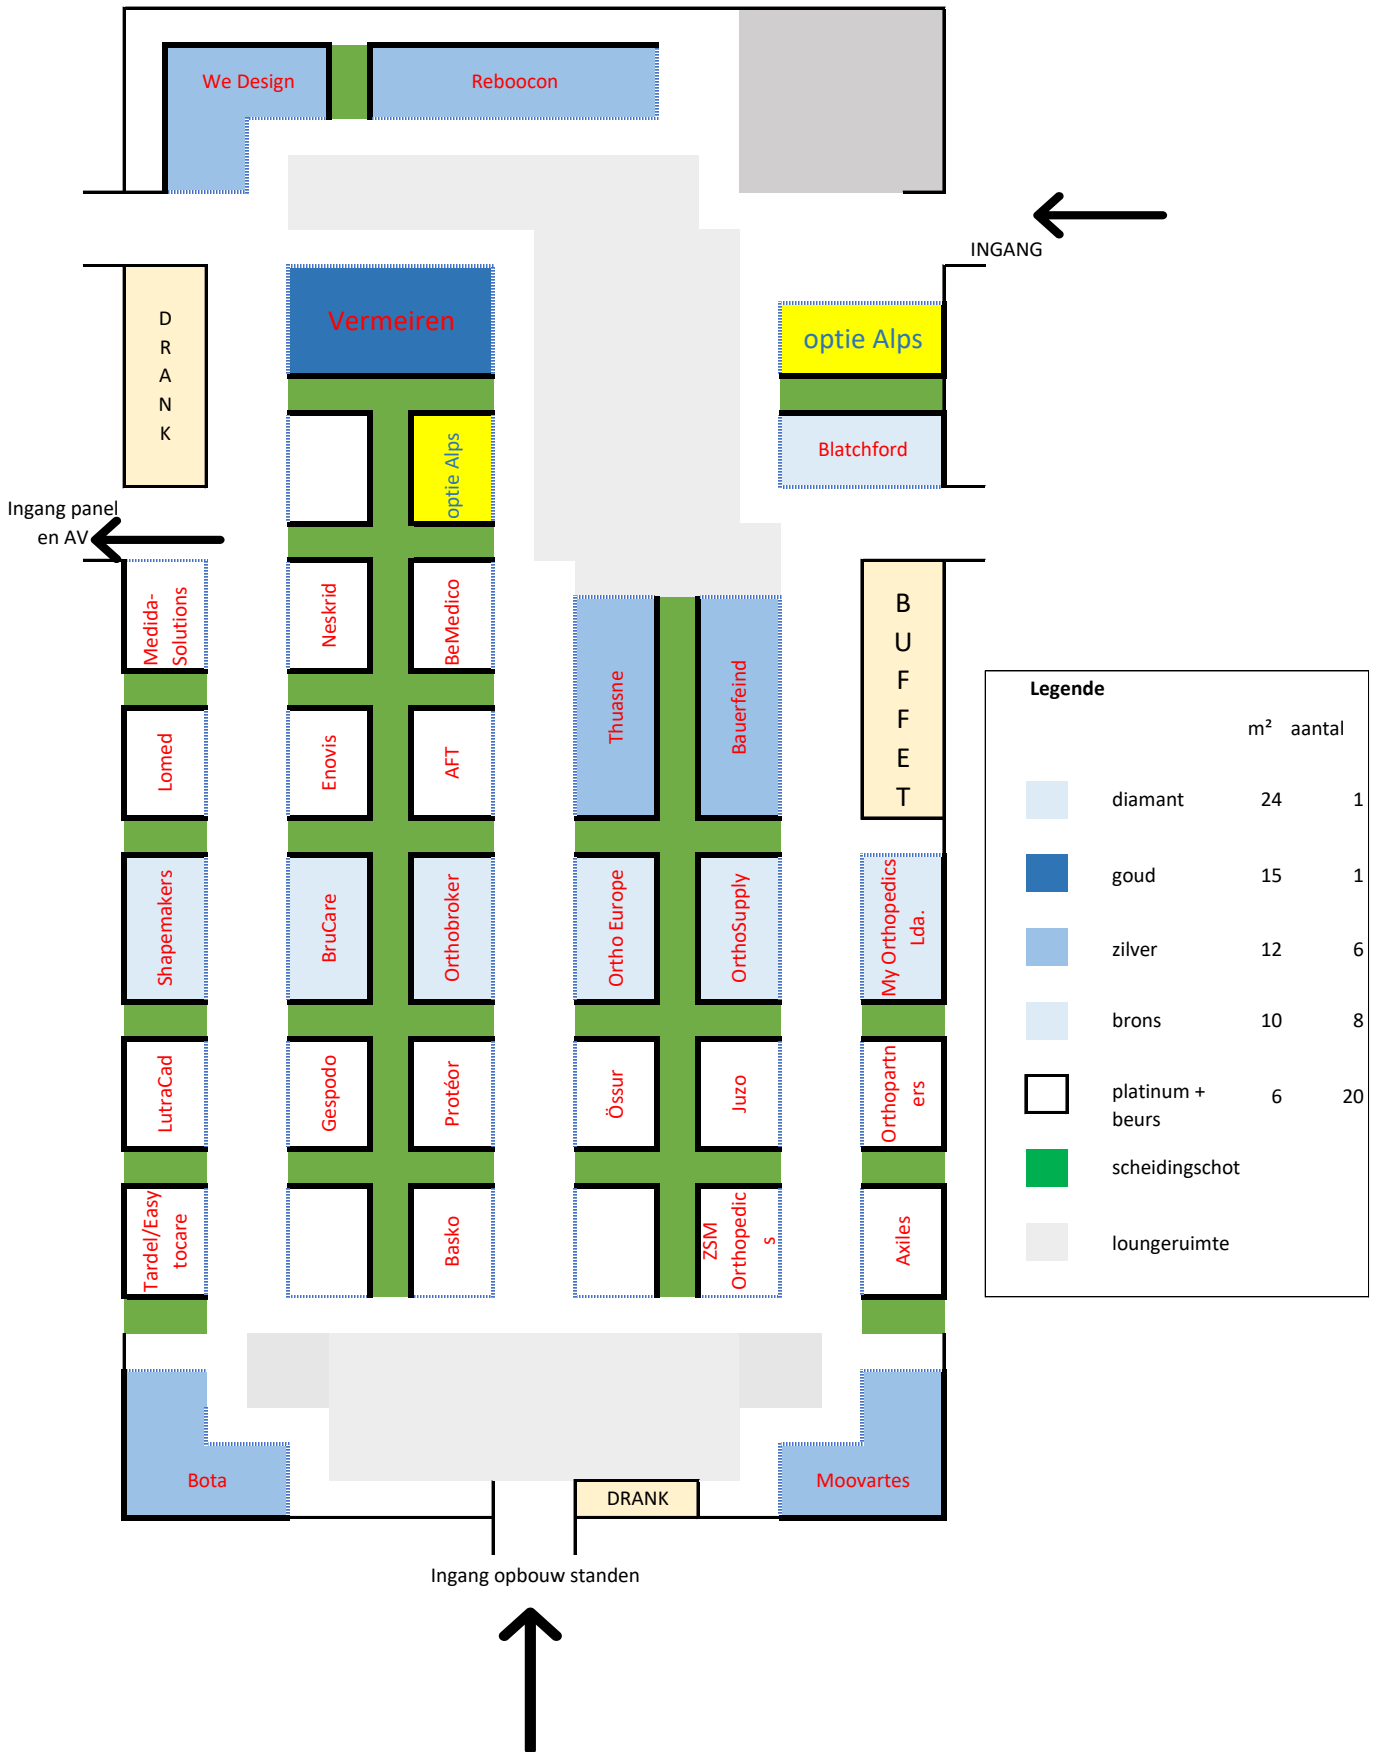 We Design
Reboocon
INGANG
D
R
A
N
K
Vermeiren
optie Alps
optie Alps
Blatchford
Ingang panel
en AV
Medida-
Solutions
Neskrid
BeMedico
Thuasne
Bauerfeind
B
U
F
F
E
T
Lomed
Enovis
AFT
Shapemakers
BruCare
Orthobroker
Ortho Europe
OrthoSupply
My Orthopedics
Lda.
LutraCad
Gespodo
Protéor
Össur
Juzo
Orthopartn
ers
Tardel/Easy
tocare
Basko
ZSM
Orthopedic
s
Axiles
Bota
Moovartes
DRANK
Ingang opbouw standen
Legende
m² aantal
diamant 24 1
goud 15 1
zilver 12 6
brons 10 8
platinum + 6 20
beurs
scheidingschot
loungeruimte